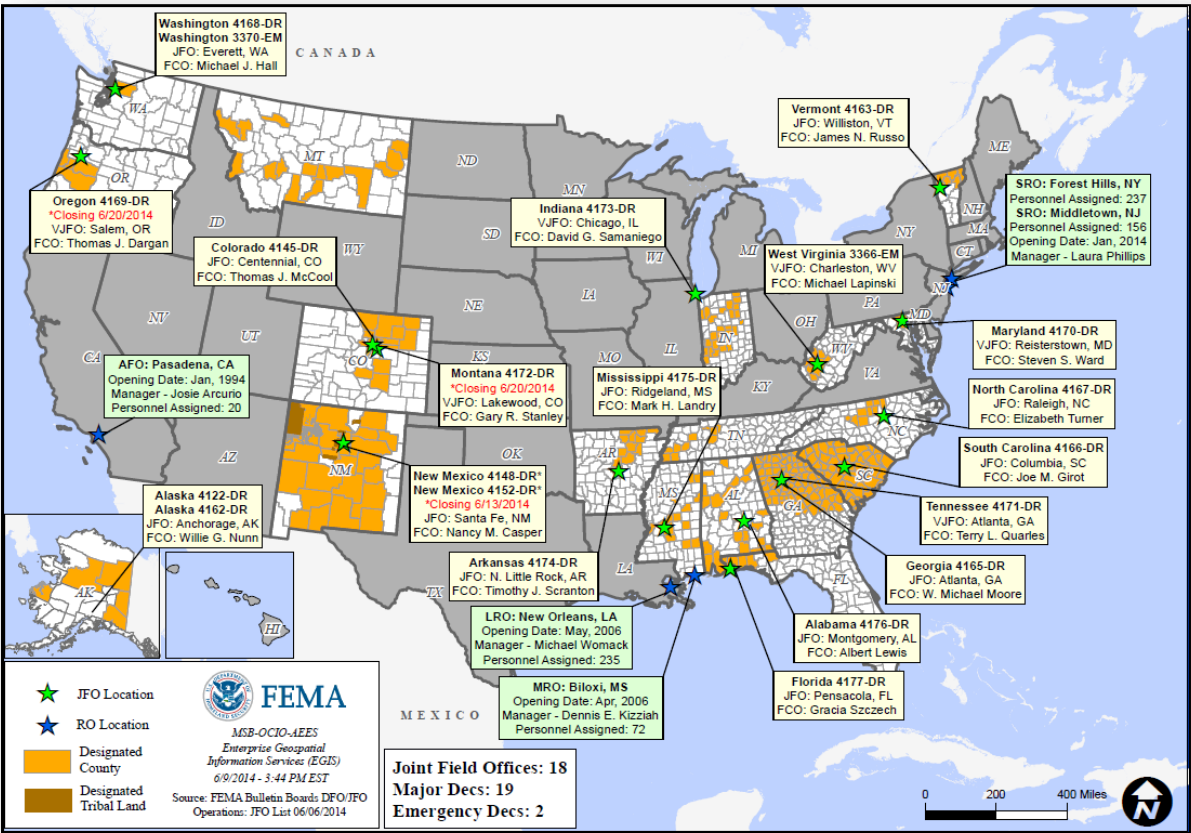 Washington 4168-DR
Washington 3370-EM
JFO: Everett, WA
FCO: Michael J. Hall
CANADA
Vermont 4163-DR
JFO: Williston, VT
FCO: James N. Russo
WA
MT
ND
MN
ME
OR
Oregon 4169-DR
*Closing 6/20/2014
VJFO: Salem, OR
FCO: Thomas J. Dargan
ID
SD
WI
MI
NY
NH
MA
CT
SRO: Forest Hills, NY
Personnel Assigned: 237
SRO: Middletown, NJ
Personnel Assigned: 156
Opening Date: Jan, 2014
Manager - Laura Phillips
Indiana 4173-DR
VJFO: Chicago, IL
FCO: David G. Samaniego
Colorado 4145-DR
JFO: Centennial, CO
FCO: Thomas J. McCool
WY
West Virginia 3366-EM
VJFO: Charleston, WV
FCO: Michael Lapinski
NV
UT
NE
IA
IL
IN
OH
PA
NJ
MD
Maryland 4170-DR
VJFO: Reisterstown, MD
FCO: Steven S. Ward
CA
CO
KS
MO
KY
WV
VA
AFO: Pasadena, CA
Opening Date: Jan, 1994
Manager - Josie Arcurio
Personnel Assigned: 20
Montana 4172-DR
*Closing 6/20/2014
VJFO: Lakewood, CO
FCO: Gary R. Stanley
Mississippi 4175-DR
JFO: Ridgeland, MS
FCO: Mark H. Landry
North Carolina 4167-DR
JFO: Raleigh, NC
FCO: Elizabeth Turner
AZ
NM
OK
AR
TN
NC
South Carolina 4166-DR
JFO: Columbia, SC
FCO: Joe M. Girot
New Mexico 4148-DR*
New Mexico 4152-DR*
*Closing 6/13/2014
JFO: Santa Fe, NM
FCO: Nancy M. Casper
MS
AL
GA
SC
Tennessee 4171-DR
VJFO: Atlanta, GA
FCO: Terry L. Quarles
Alaska 4122-DR
Alaska 4162-DR
JFO: Anchorage, AK
FCO: Willie G. Nunn
Arkansas 4174-DR
JFO: N. Little Rock, AR
FCO: Timothy J. Scranton
LA
TX
FL
Georgia 4165-DR
JFO: Atlanta, GA
FCO: W. Michael Moore
AK
HI
LRO: New Orleans, LA
Opening Date: May, 2006
Manager - Michael Womack
Personnel Assigned: 235
Alabama 4176-DR
JFO: Montgomery, AL
FCO: Albert Lewis
MRO: Biloxi, MS
Opening Date: Apr, 2006
Manager - Dennis E. Kizziah
Personnel Assigned: 72
Florida 4177-DR
JFO: Pensacola, FL
FCO: Gracia Szczech
MEXICO
JFO Location
RO Location
Designated
County
Designated
Tribal Land
FEMA
MSB-OCIO-AEES
Enterprise Geospatial
Information Services (EGIS)
6/9/2014 - 3:44 PM EST
Source: FEMA Bulletin Boards DFO/JFO
Operations: JFO List 06/06/2014
Joint Field Offices: 18
Major Decs: 19
Emergency Decs: 2
0 200 400 Miles
N